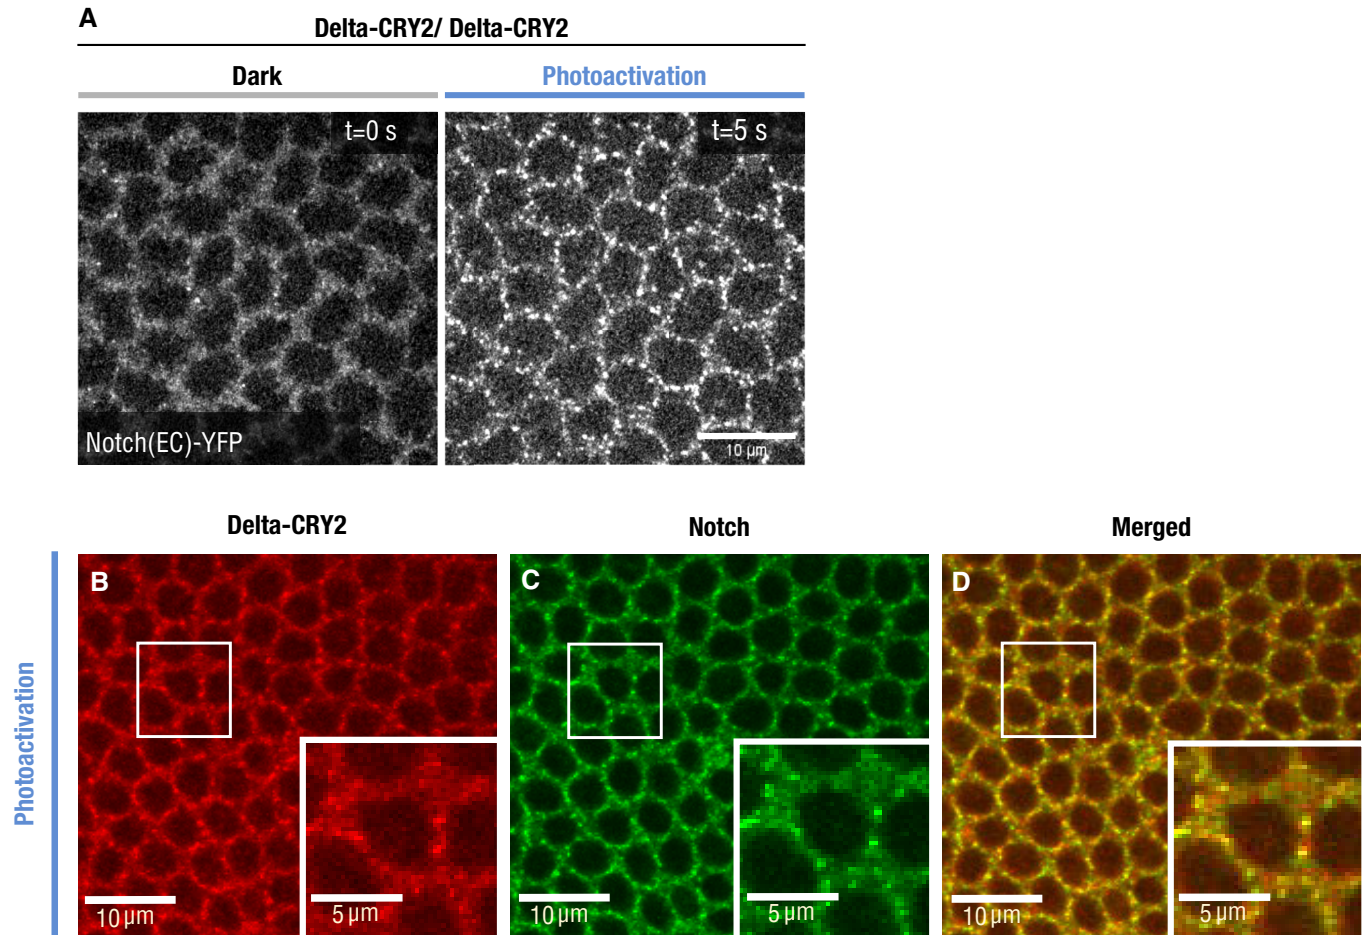 A
Delta-CRY2/ Delta-CRY2
Dark
Photoactivation
t=0 s
t=5 s
Notch(EC)-YFP
10 µm
Delta-CRY2
Notch
Merged
Photoactivation
B
C
D
10 µm
5 µm
10 µm
5 µm
10 µm
5 µm